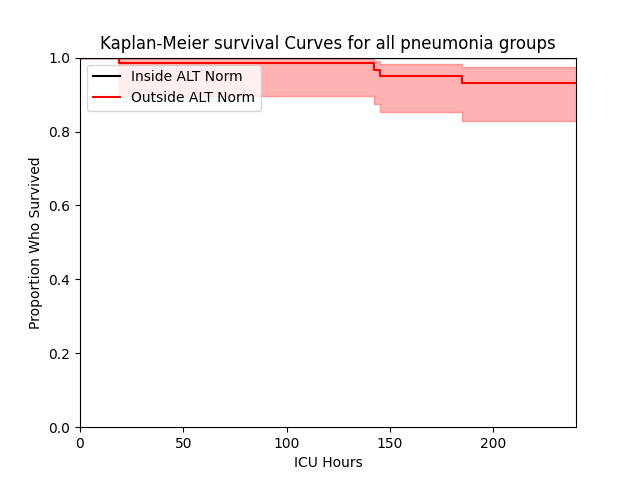 Kaplan-Meier survival Curves for all pneumonia groups
1.0
Inside ALT Norm
Outside ALT Norm
0.8
0.6
0.4
0.2
0.0
Proportion Who Survived
0 50 100 150 200
ICU Hours